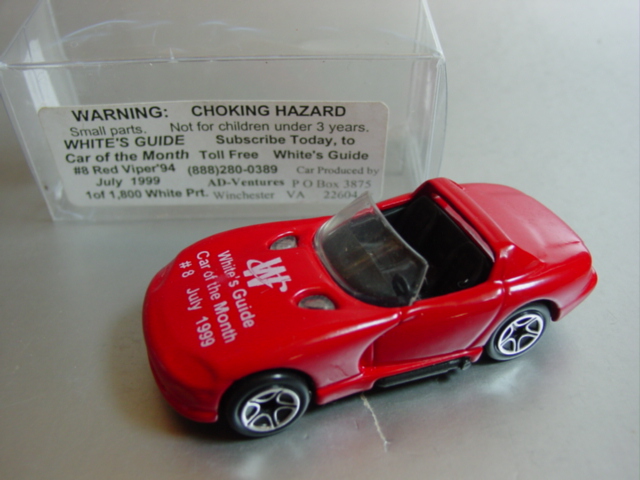 WARNING: CHOKING HAZARD
Small parts. Not for children under 3 years.
WHITE'S GUIDE Subscribe Today, to
Car of the Month Toll Free White's Guide
#8 Red Viper'94 (888)280-0389 Car Produced by
July 1999 AD-Ventures P O Box 3875
1of 1,800 White Prt. Winchester VA 22604
WG
White's Guide
Car of the Month
#8 July 1999